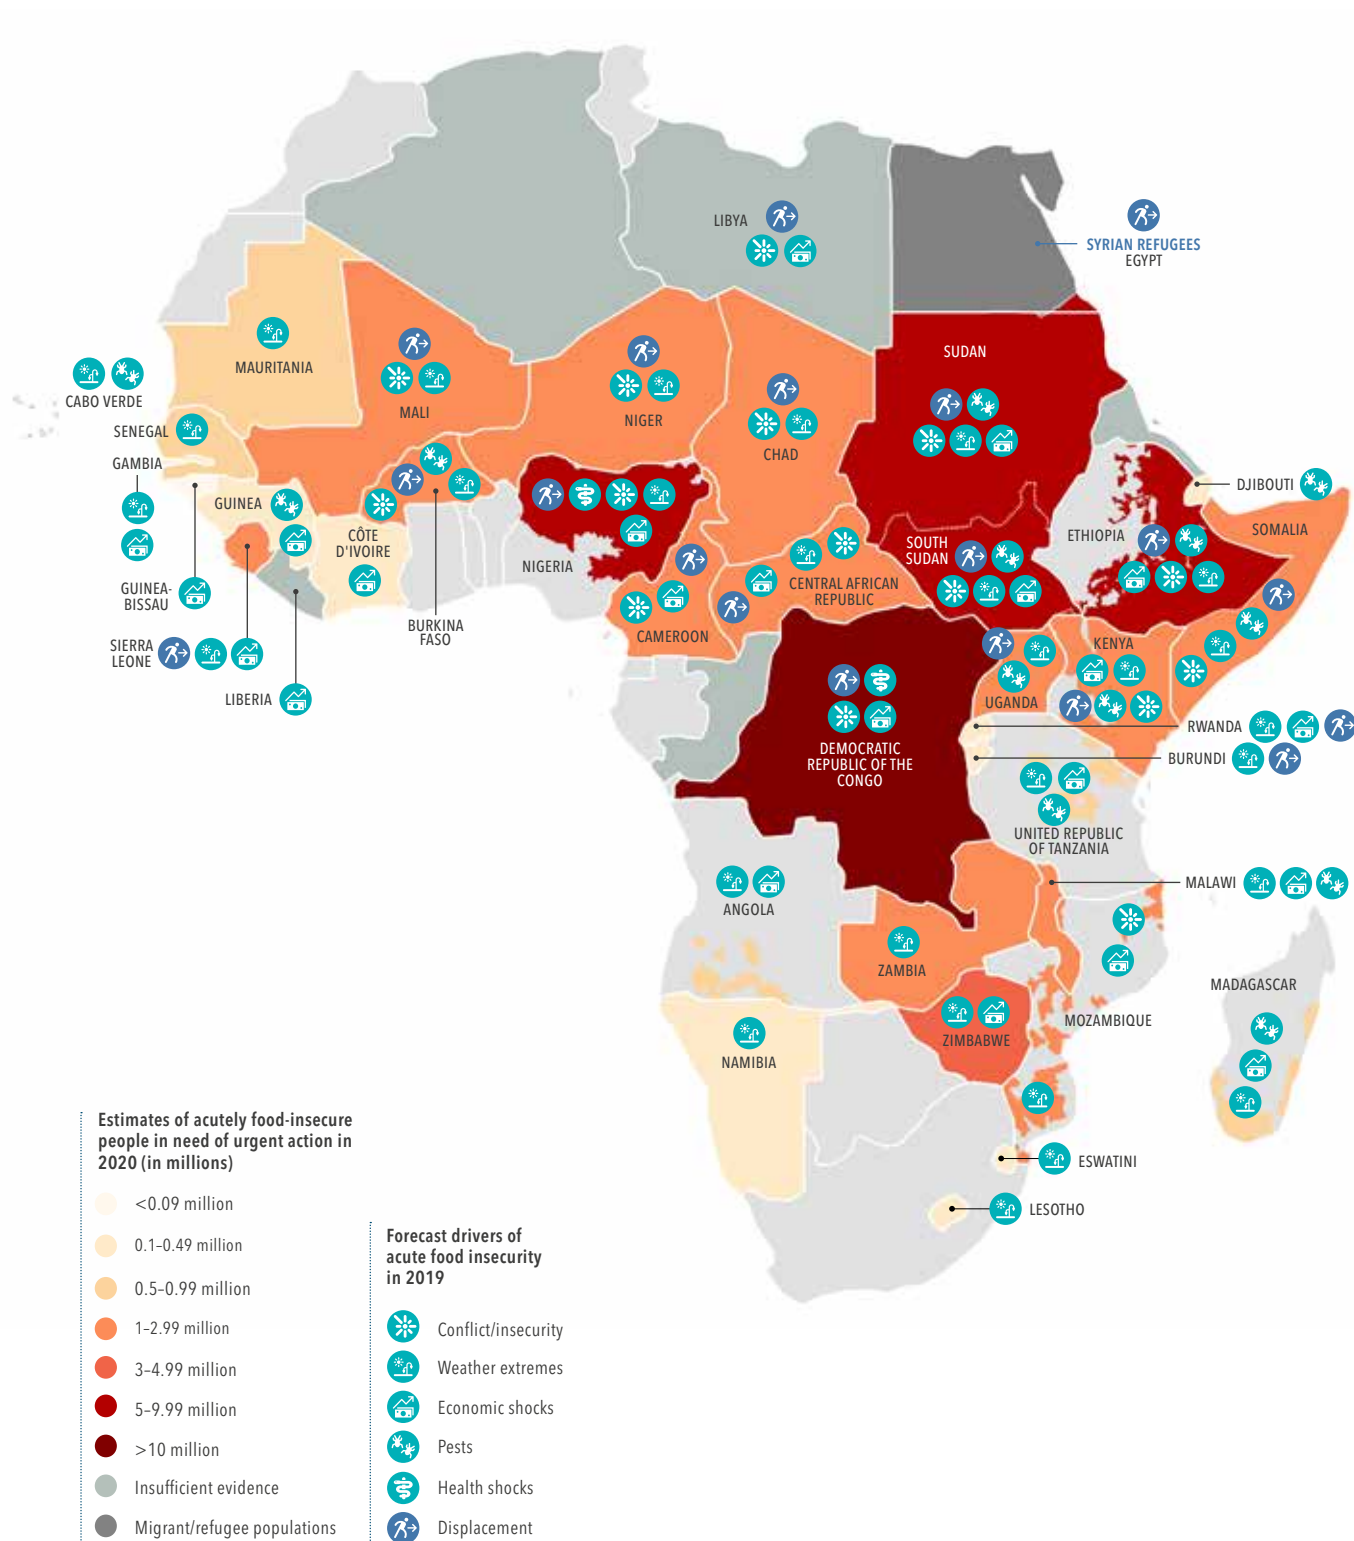 LIBYA
SYRIAN REFUGEES
EGYPT
SUDAN
MAURITANIA
CABO VERDE
MALI
NIGER
CHAD
SENEGAL
GAMBIA
GUINEA
CÔTE
D'IVOIRE
GUINEA-
BISSAU
SIERRA
LEONE
LIBERIA
BURKINA
FASO
NIGERIA
CAMEROON
CENTRAL AFRICAN
REPUBLIC
SOUTH
SUDAN
ETHIOPIA
DJIBOUTI
SOMALIA
KENYA
UGANDA
RWANDA
BURUNDI
DEMOCRATIC
REPUBLIC OF THE
CONGO
UNITED REPUBLIC
OF TANZANIA
MALAWI
ANGOLA
ZAMBIA
MADAGASCAR
MOZAMBIQUE
ZIMBABWE
NAMIBIA
ESWATINI
LESOTHO
Estimates of acutely food-insecure
people in need of urgent action in
2020 (in millions)
<0.09 million
0.1–0.49 million
0.5–0.99 million
1–2.99 million
3–4.99 million
5–9.99 million
>10 million
Insufficient evidence
Migrant/refugee populations
Forecast drivers of
acute food insecurity
in 2019
Conflict/insecurity
Weather extremes
Economic shocks
Pests
Health shocks
Displacement